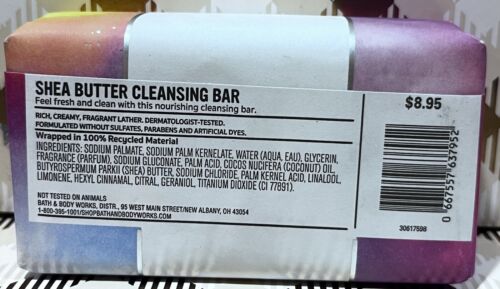 SHEA BUTTER CLEANSING BAR
Feel fresh and clean with this nourishing cleansing bar.
RICH, CREAMY, FRAGRANT LATHER. DERMATOLOGIST-TESTED.
FORMULATED WITHOUT SULFATES, PARABENS AND ARTIFICIAL DYES.
Wrapped in 100% Recycled Material
INGREDIENTS: SODIUM PALMATE, SODIUM PALM KERNELATE, WATER (AQUA, EAU), GLYCERIN,
FRAGRANCE (PARFUM), SODIUM GLUCONATE, PALM ACID, COCOS NUCIFERA (COCONUT) OIL,
BUTYROSPERMUM PARKII (SHEA) BUTTER, SODIUM CHLORIDE, PALM KERNEL ACID, LINALOOL,
LIMONENE, HEXYL CINNAMAL, CITRAL, GERANIOL, TITANIUM DIOXIDE (CI 77891).
NOT TESTED ON ANIMALS
BATH & BODY WORKS, DISTR., 95 WEST MAIN STREET/NEW ALBANY, OH 43054
1-800-395-1001/SHOPBATHANDBODYWORKS.COM
$8.95
0 667557 637952
30617698